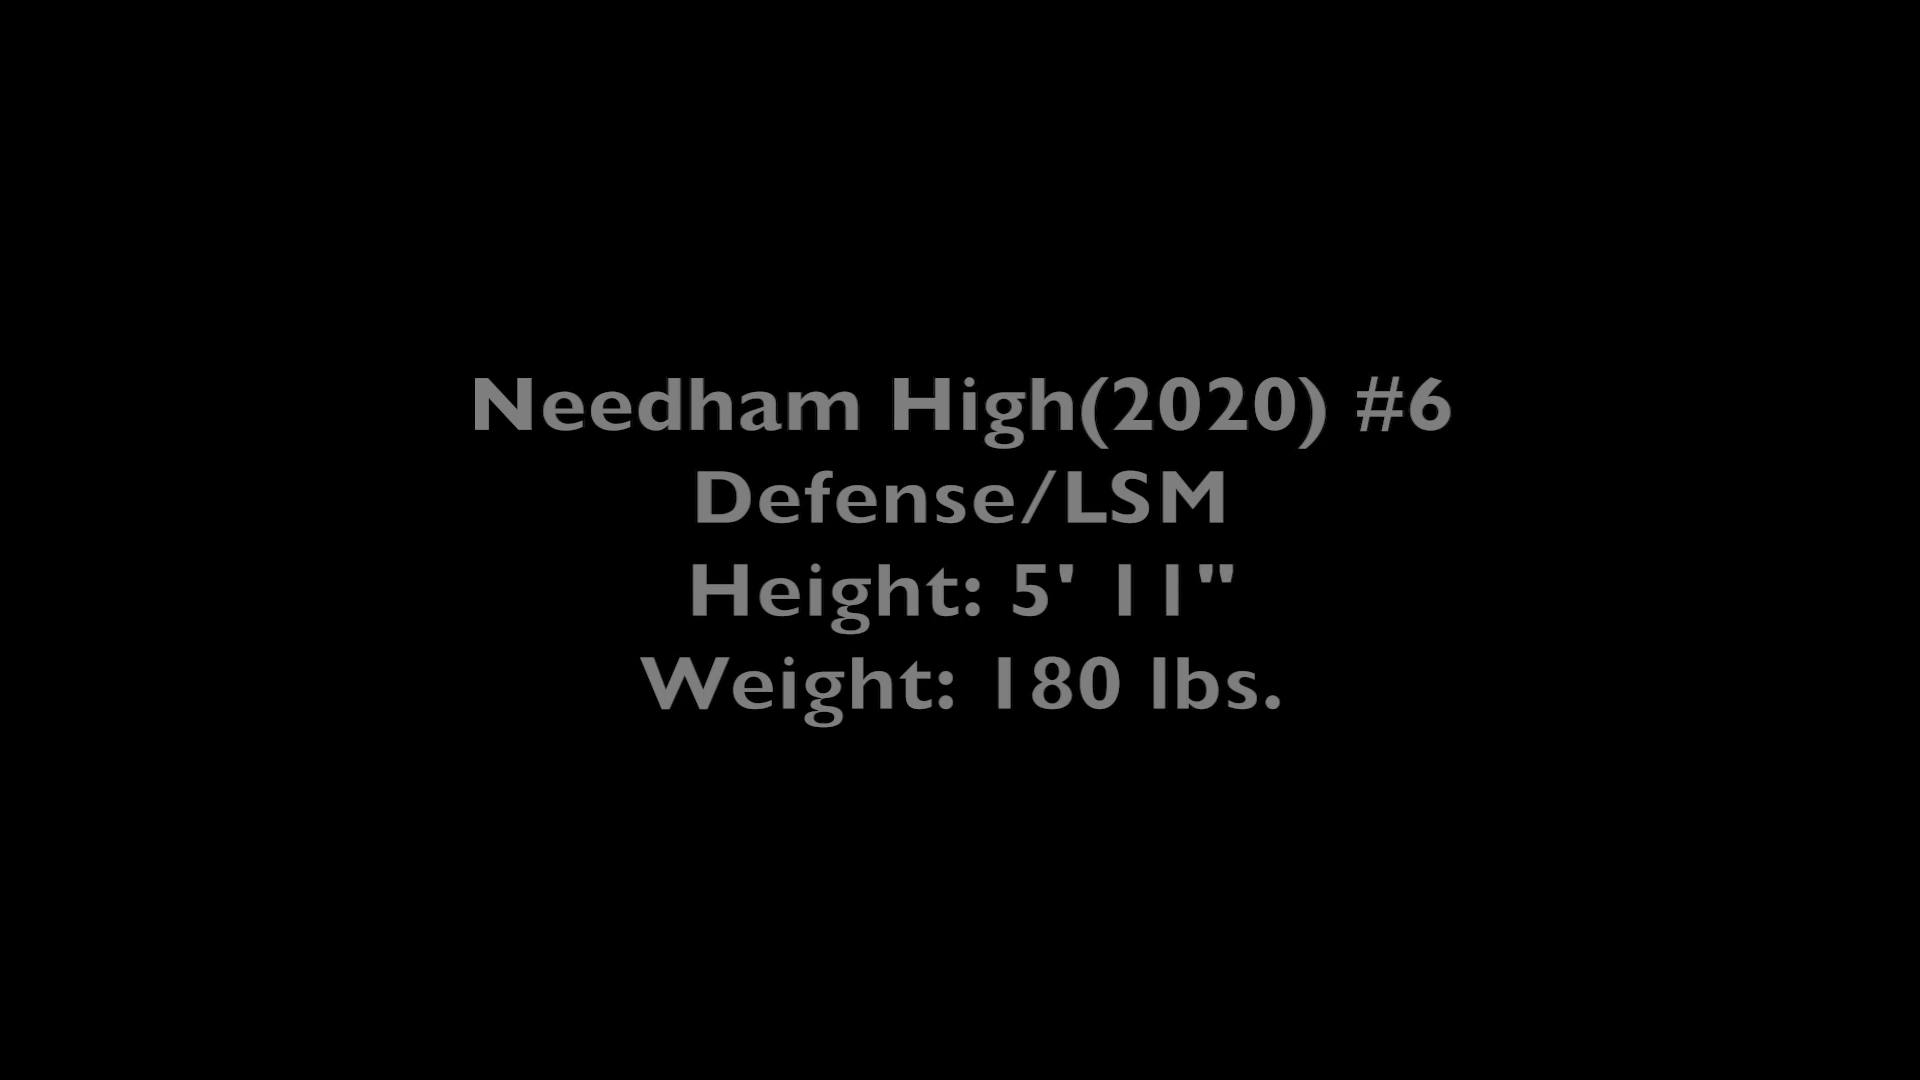 Needham High(2020) #6
Defense/LSM
Height: 5' 11"
Weight: 180 lbs.